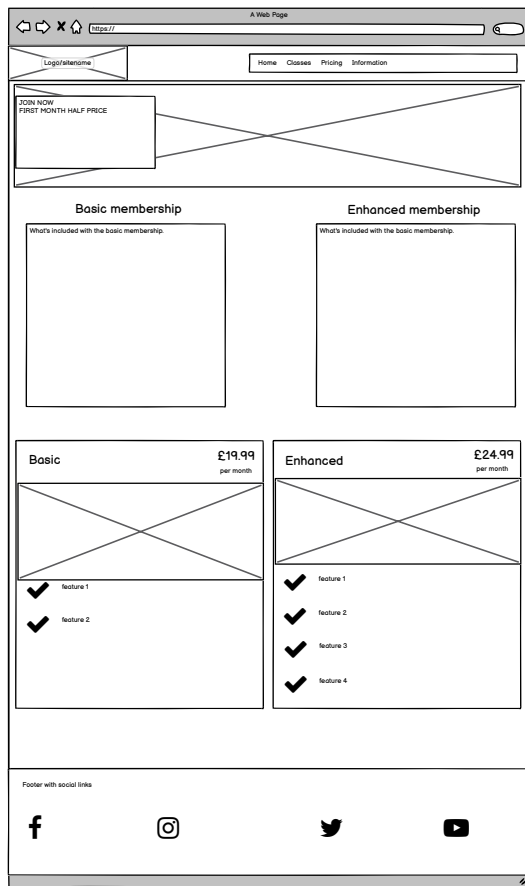 A Web Page
https://
Logo/sitename
Home Classes Pricing Information
JOIN NOW
FIRST MONTH HALF PRICE
Basic membership
What's included with the basic membership.
Enhanced membership
What's included with the basic membership.
Basic
£19.99
per month
feature 1
feature 2
Enhanced
£24.99
per month
feature 1
feature 2
feature 3
feature 4
Footer with social links